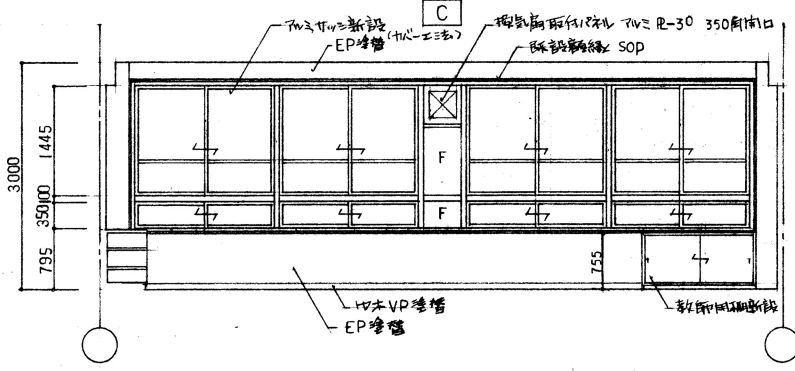 C
アルミサッシ新設
(カバー工法)
EP塗替
換気扇取付パネル アルミ PL-30 350角開口
既設額縁 SOP
3000
1445
100
350
795
F
F
755
巾木VP塗替
EP塗替
教師用棚新設